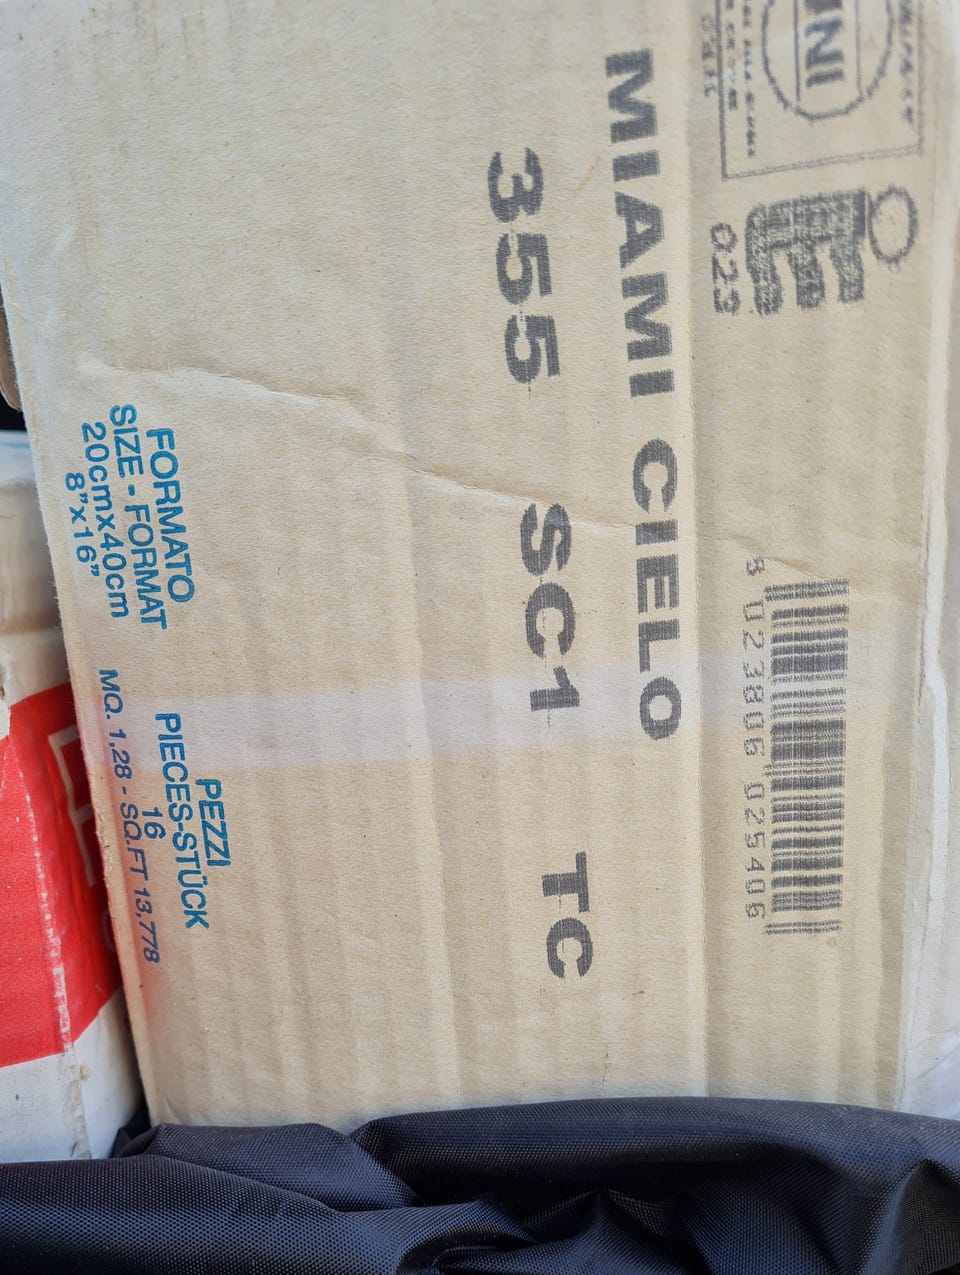 UNI
023
MIAMI CIELO
355 SC1 TC
8 023806 025406
FORMATO
SIZE - FORMAT
20cmx40cm
8”x16”
PEZZI
PIECES-STÜCK
16
MQ. 1,28 - SQ.FT 13,778